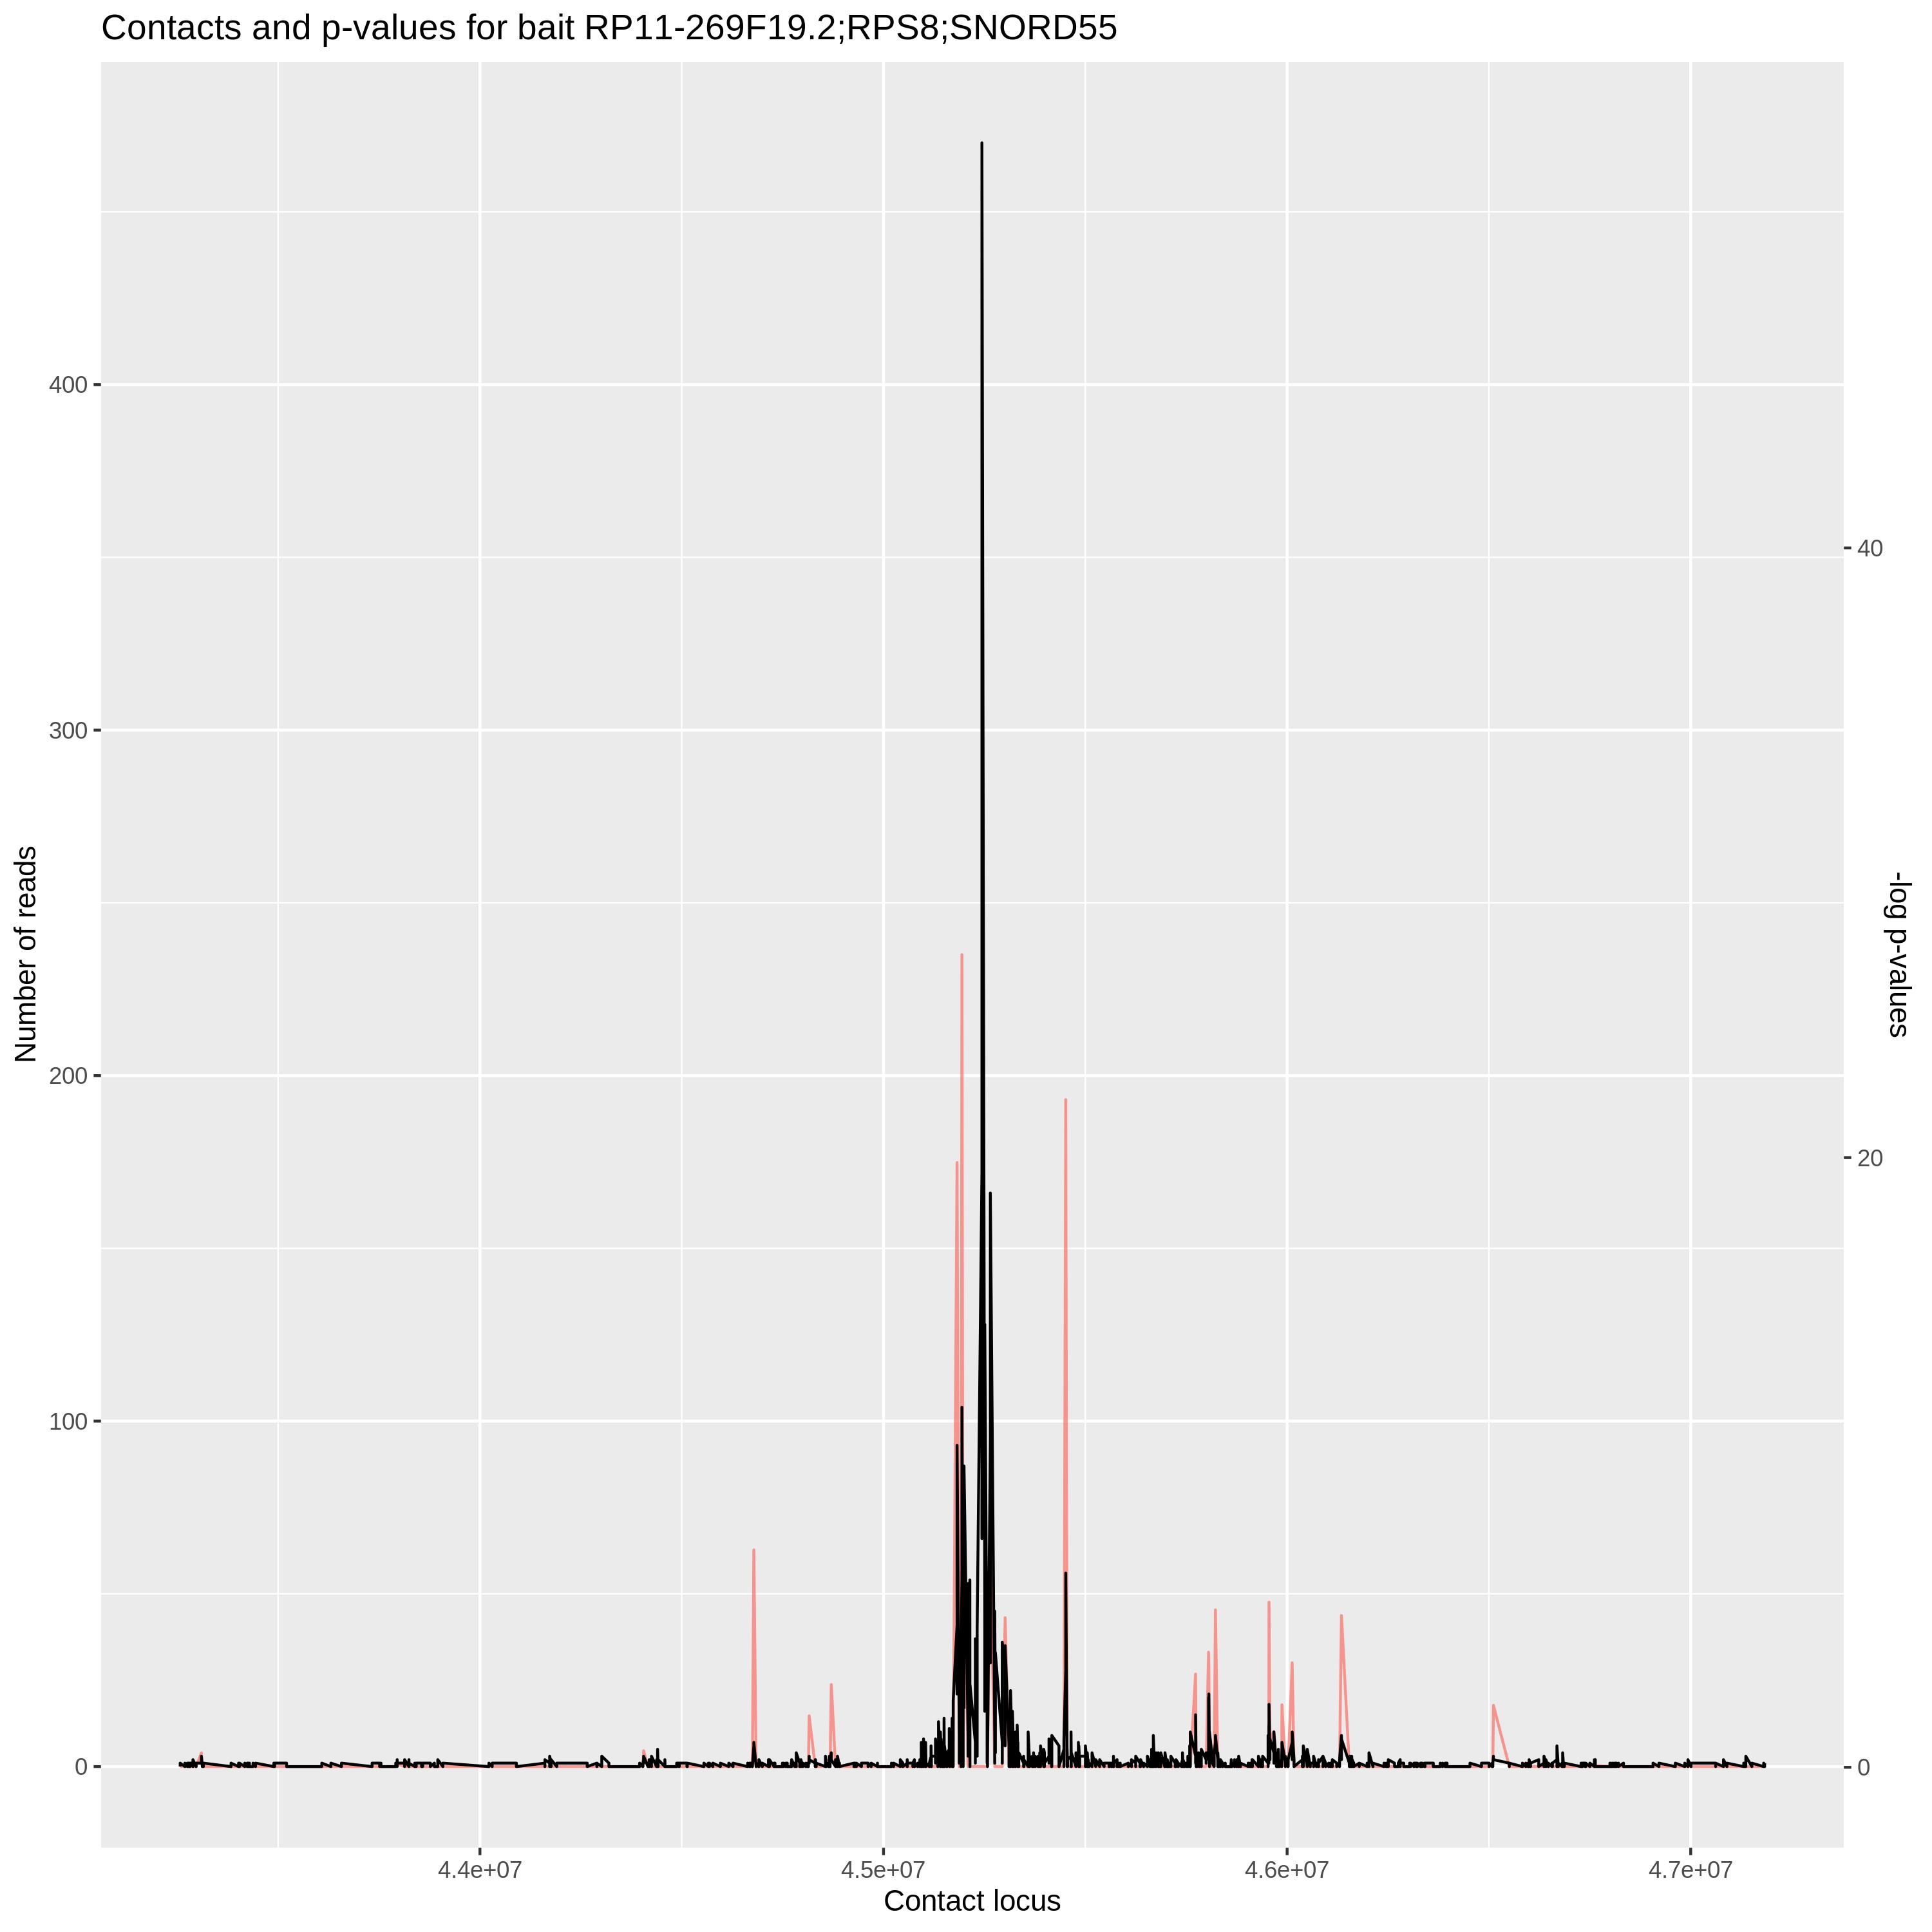 Contacts and p-values for bait RP11-269F19.2;RPS8;SNORD55
400
300
200
100
0
Number of reads
40
20
0
-log p-values
4.4e+07
4.5e+07
4.6e+07
4.7e+07
Contact locus